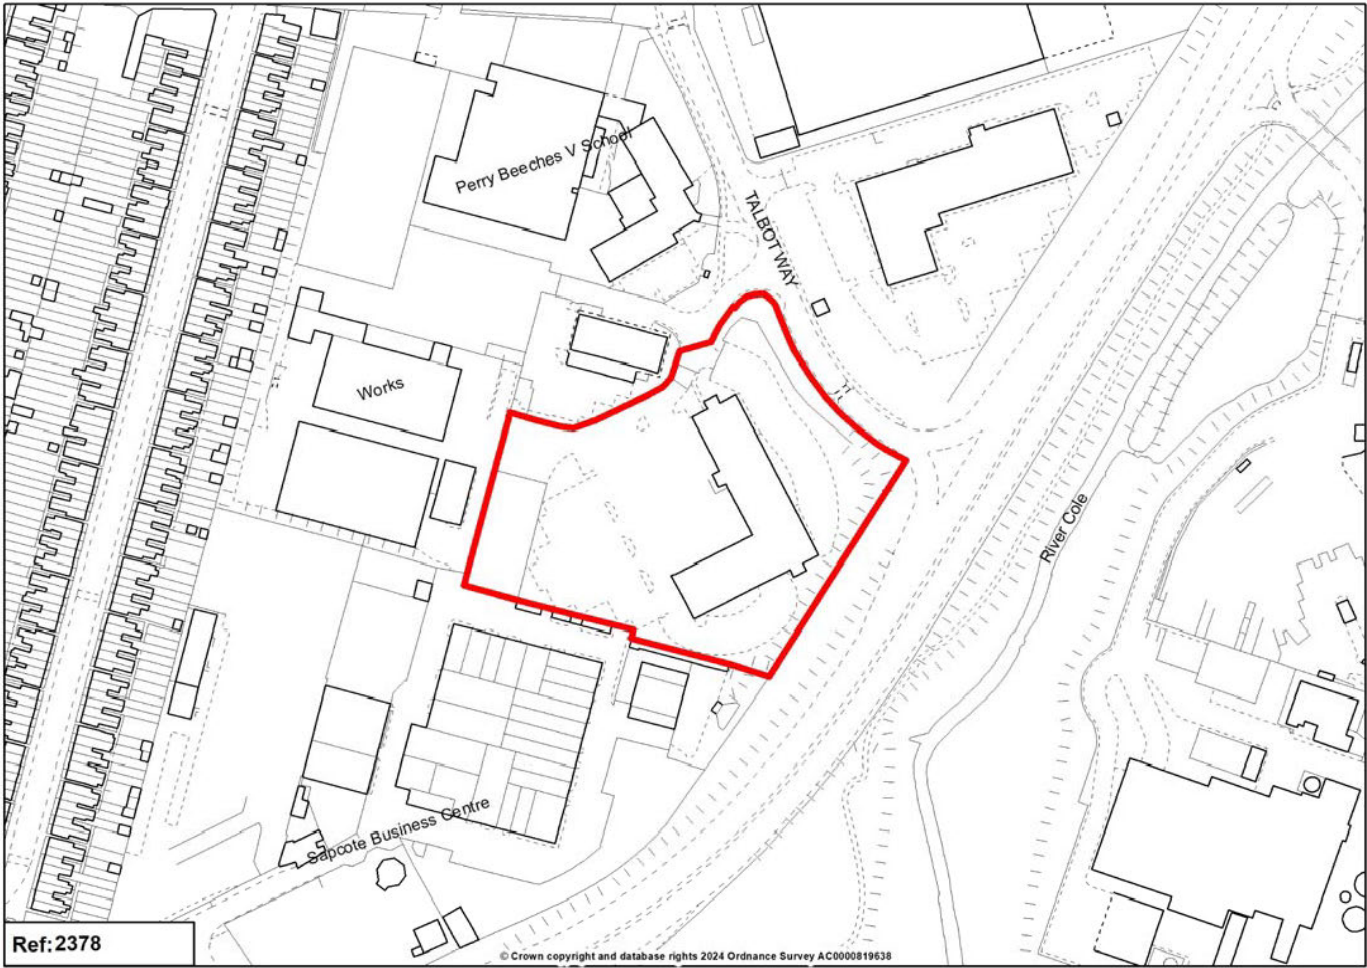 Perry Beeches V School
TALBOT WAY
Works
River Cole
Sapcote Business Centre
Ref:2378
© Crown copyright and database rights 2024 Ordnance Survey AC0000819638